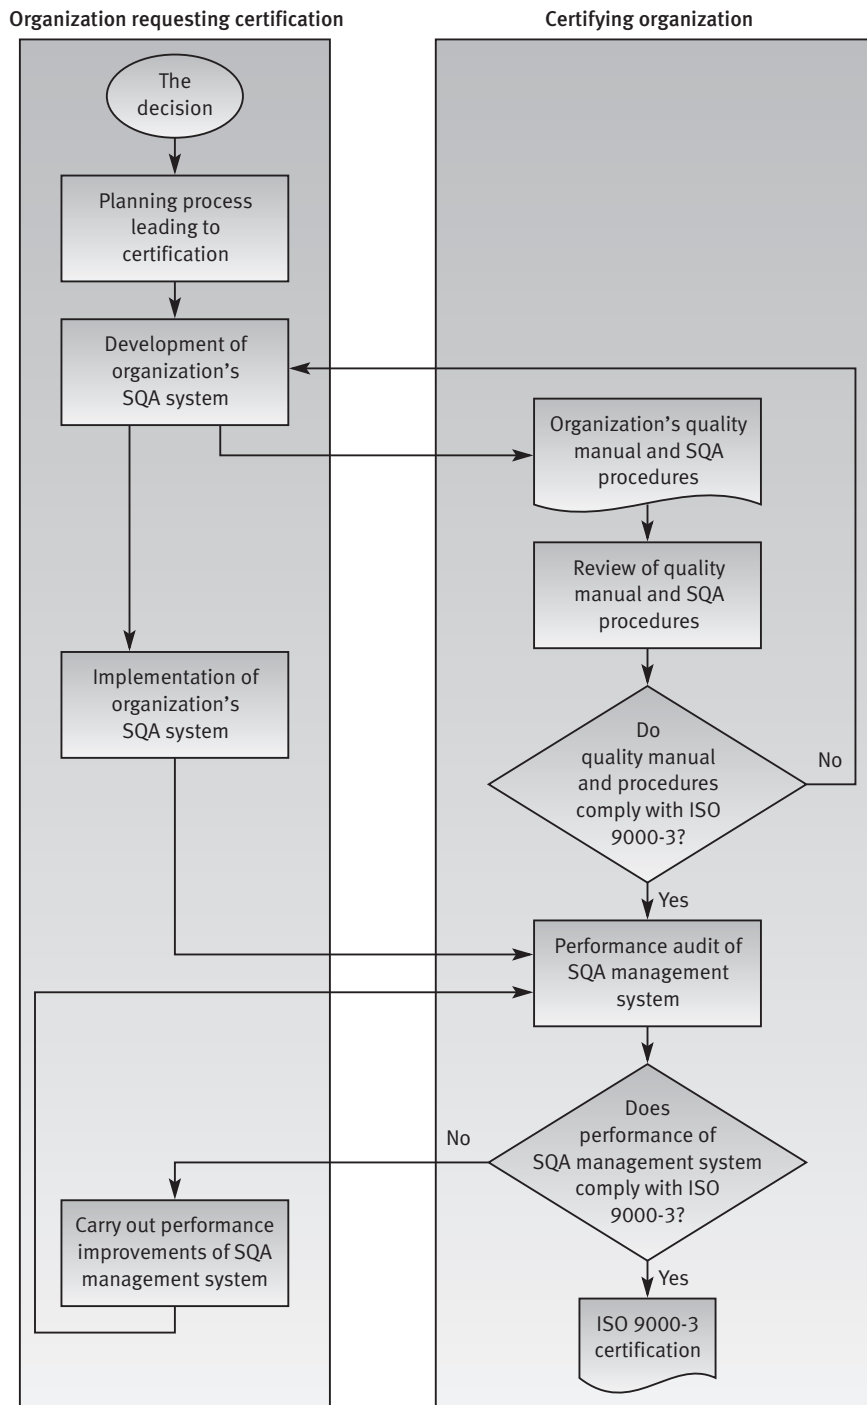 Organization requesting certification
Certifying organization
The
decision
Planning process
leading to
certification
Development of
organization’s
SQA system
Organization’s quality
manual and SQA
procedures
Review of quality
manual and SQA
procedures
Implementation of
organization’s
SQA system
Do
quality manual
and procedures
comply with ISO
9000-3?
No
Yes
Performance audit of
SQA management
system
Does
performance of
SQA management system
comply with ISO
9000-3?
No
Carry out performance
improvements of SQA
management system
Yes
ISO 9000-3
certification